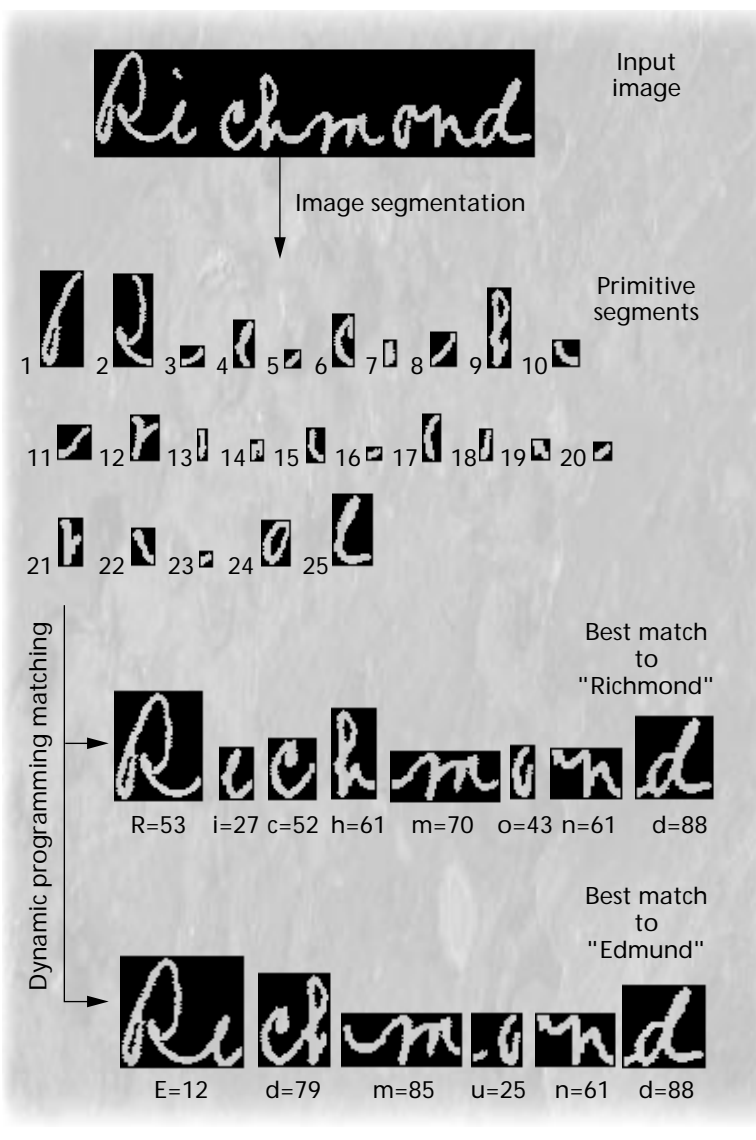 Richmond
Input
image
Image segmentation
Primitive
segments
1 2 3 4 5 6 7 8 9 10
11 12 13 14 15 16 17 18 19 20
21 22 23 24 25
Dynamic programming matching
Best match
to
"Richmond"
R i c h m o n d
R=53 i=27 c=52 h=61 m=70 o=43 n=61 d=88
Best match
to
"Edmund"
Ri ch m o n d
E=12 d=79 m=85 u=25 n=61 d=88